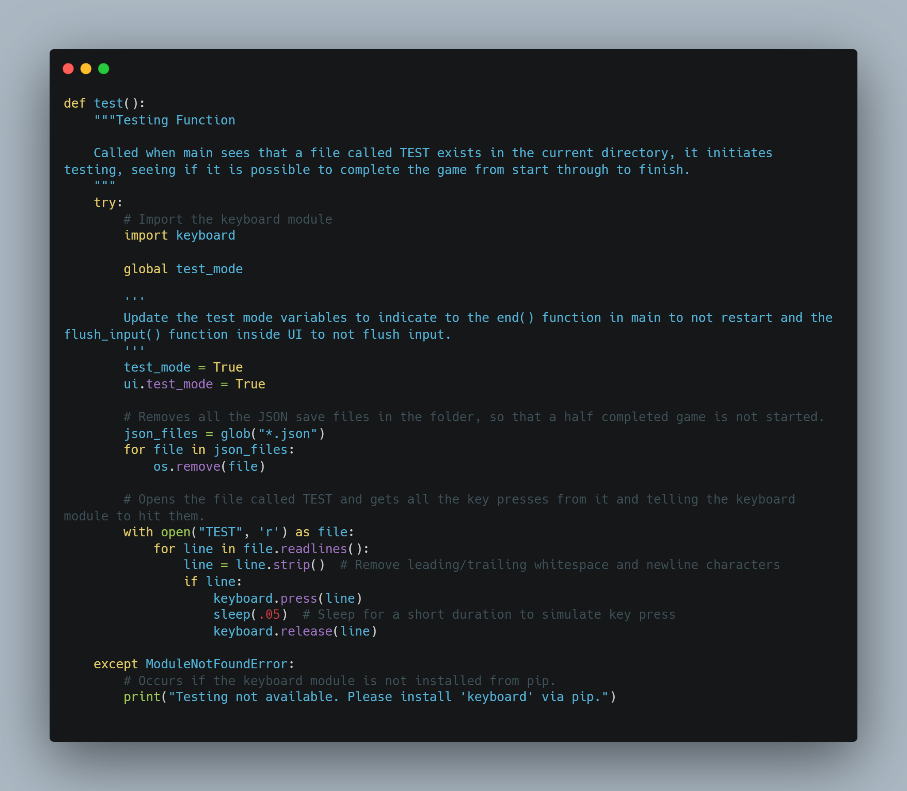 def test():
    """Testing Function

    Called when main sees that a file called TEST exists in the current directory, it initiates
testing, seeing if it is possible to complete the game from start through to finish.
    """
    try:
        # Import the keyboard module
        import keyboard

        global test_mode

        '''
        Update the test mode variables to indicate to the end() function in main to not restart and the
flush_input() function inside UI to not flush input.
        '''
        test_mode = True
        ui.test_mode = True

        # Removes all the JSON save files in the folder, so that a half completed game is not started.
        json_files = glob("*.json")
        for file in json_files:
            os.remove(file)

        # Opens the file called TEST and gets all the key presses from it and telling the keyboard
module to hit them.
        with open("TEST", 'r') as file:
            for line in file.readlines():
                line = line.strip()  # Remove leading/trailing whitespace and newline characters
                if line:
                    keyboard.press(line)
                    sleep(.05)  # Sleep for a short duration to simulate key press
                    keyboard.release(line)

    except ModuleNotFoundError:
        # Occurs if the keyboard module is not installed from pip.
        print("Testing not available. Please install 'keyboard' via pip.")